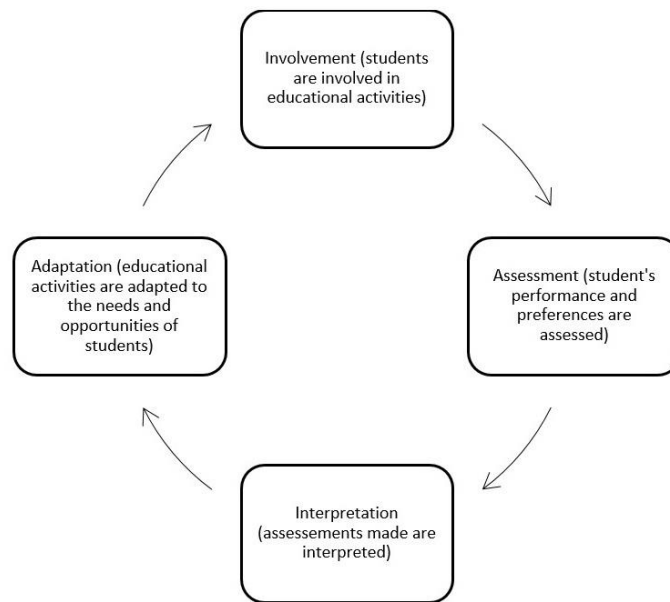 Involvement (students
are involved in
educational activities)
Adaptation (educational
activities are adapted to
the needs and
opportunities of
students)
Assessment (student's
performance and
preferences are
assessed)
Interpretation
(assessements made are
interpreted)